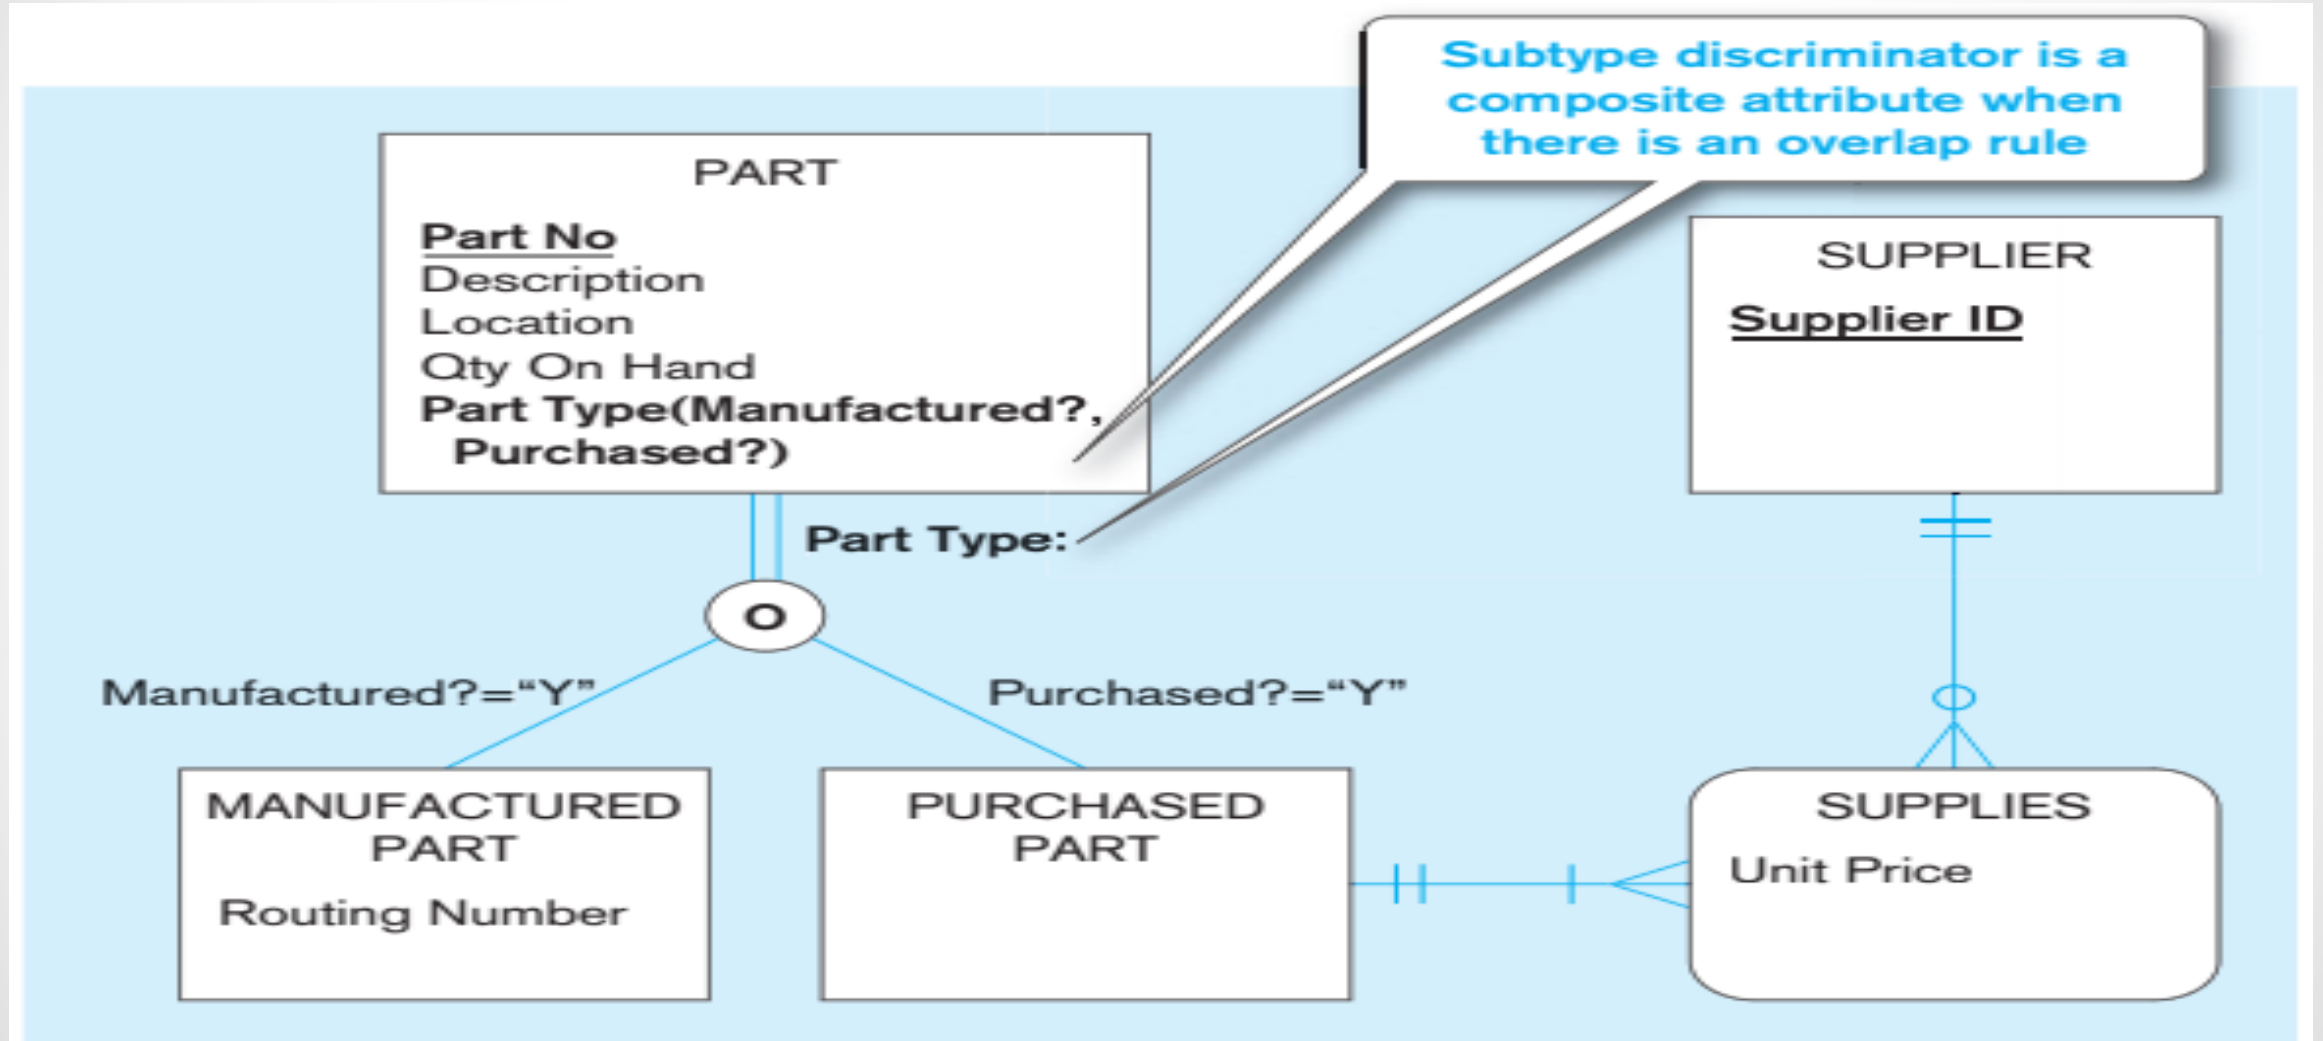 Subtype discriminator is a
composite attribute when
there is an overlap rule
PART
Part No
Description
Location
Qty On Hand
Part Type(Manufactured?,
Purchased?)
SUPPLIER
Supplier ID
Part Type:
O
Manufactured?=“Y”
Purchased?=“Y”
MANUFACTURED
PART
Routing Number
PURCHASED
PART
SUPPLIES
Unit Price